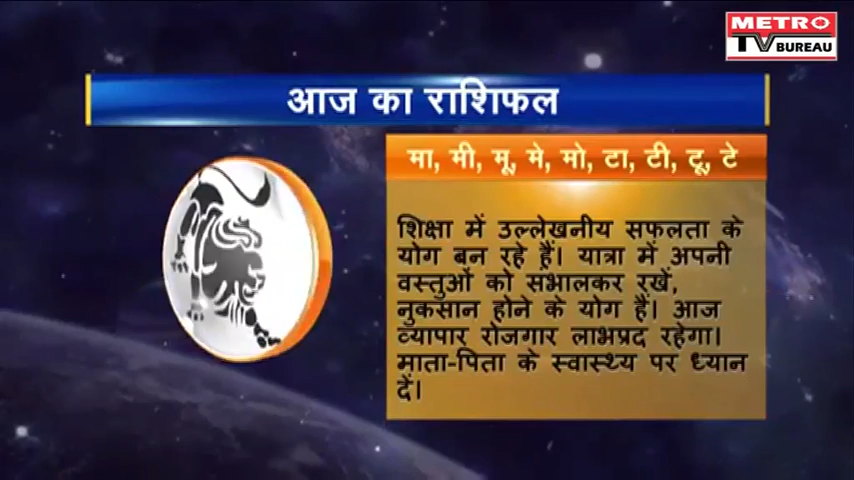 METRO
TV BUREAU
आज का राशिफल
मा, मी, मू, मे, मो, टा, टी, टू, टे
शिक्षा में उल्लेखनीय सफलता के
योग बन रहे हैं। यात्रा में अपनी
वस्तुओं को संभालकर रखें,
नुकसान होने के योग हैं। आज
व्यापार रोजगार लाभप्रद रहेगा।
माता-पिता के स्वास्थ्य पर ध्यान
दें।